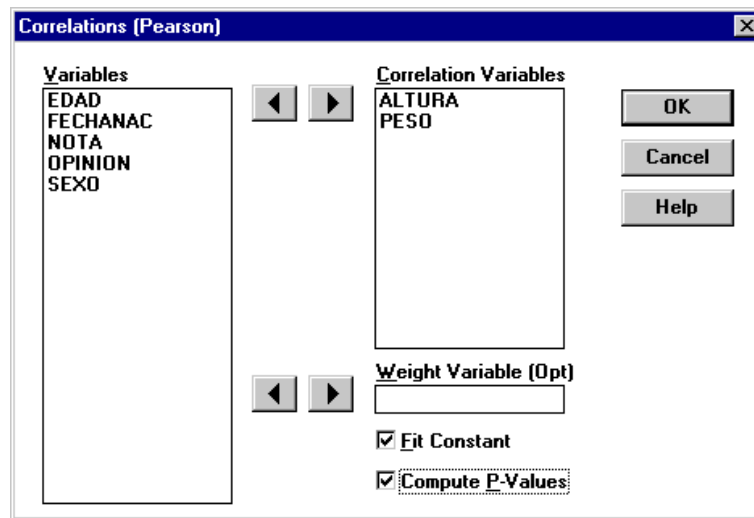 Correlations (Pearson)
Variables
EDAD
FECHANAC
NOTA
OPINION
SEXO
Correlation Variables
ALTURA
PESO
OK
Cancel
Help
Weight Variable (Opt)
Fit Constant
Compute P-Values